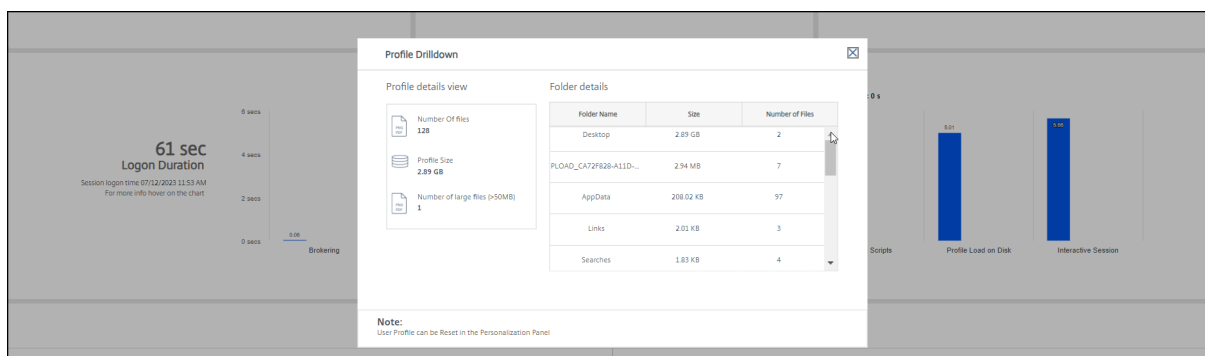 Profile Drilldown
Profile details view
Number Of files
128
Profile Size
2.89 GB
Number of large files (>50MB)
1
Folder details
Folder Name Size Number of Files
Desktop 2.89 GB 2
PLOAD_CA72F828-A11D-... 2.94 MB 7
AppData 208.02 KB 97
Links 2.01 KB 3
Searches 1.83 KB 4
Note:
User Profile can be Reset in the Personalization Panel
61 sec
Logon Duration
Session logon time 07/12/2023 11:53 AM
For more info hover on the chart
6 secs
4 secs
2 secs
0 secs
0.06
Brokering
: 0 s
5.01
Scripts
Profile Load on Disk
Interactive Session